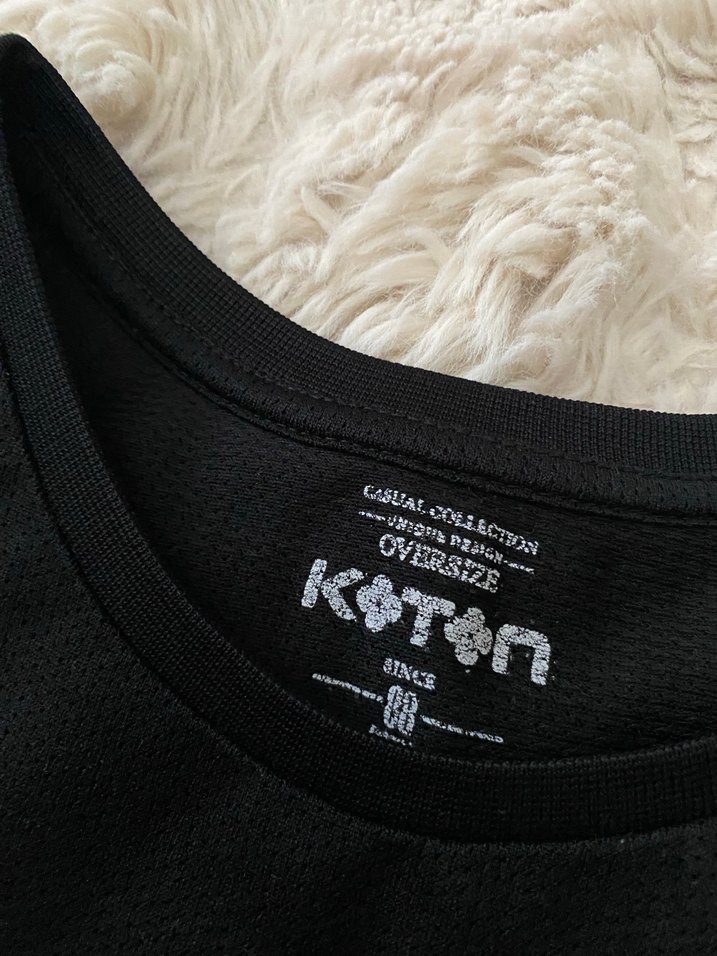 CASUAL COLLECTION
UNIQUE DESIGN
OVERSIZE
KOTON
SINCE
88